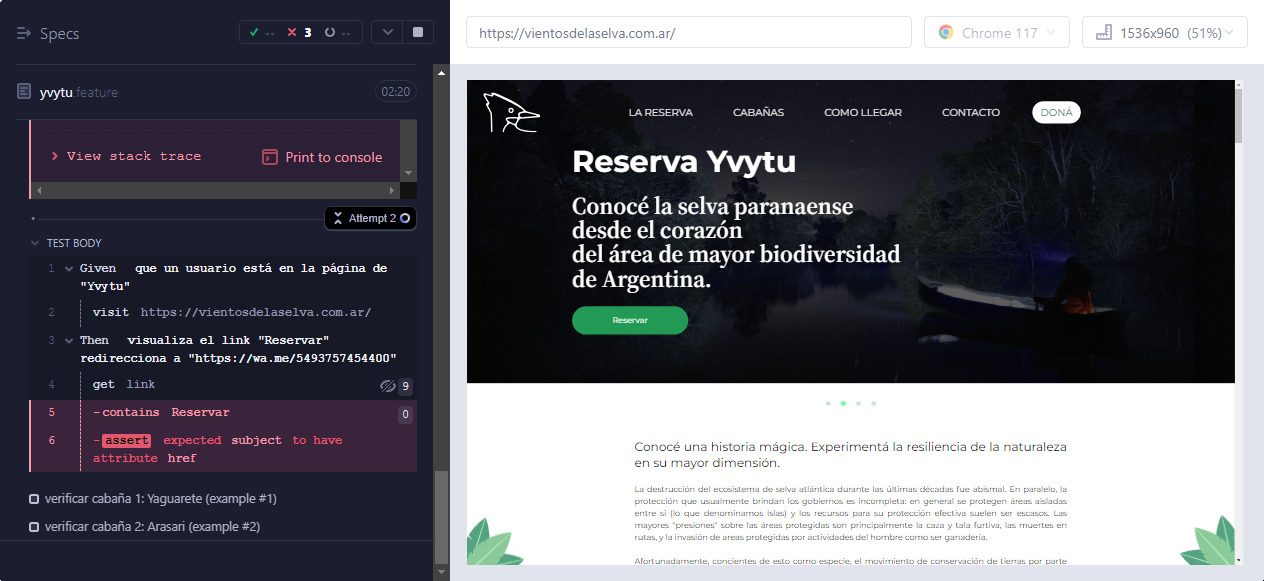 Specs
-- 3 --
yvytu.feature
02:20
View stack trace
Print to console
Attempt 2
TEST BODY
1 Given que un usuario está en la página de
"Yvytu"
2 visit https://vientosdelaselva.com.ar/
3 Then visualiza el link "Reservar"
redirecciona a "https://wa.me/5493757454400"
4 get link 9
5 -contains Reservar 0
6 -assert expected subject to have
attribute href
verificar cabaña 1: Yaguarete (example #1)
verificar cabaña 2: Arasari (example #2)
https://vientosdelaselva.com.ar/
Chrome 117
1536x960 (51%)
LA RESERVA CABAÑAS COMO LLEGAR CONTACTO DONÁ
Reserva Yvytu
Conocé la selva paranaense
desde el corazón
del área de mayor biodiversidad
de Argentina.
Reservar
Conocé una historia mágica. Experimentá la resiliencia de la naturaleza
en su mayor dimensión.
La destrucción del ecosistema de selva atlántica durante las últimas décadas fue abismal. En paralelo, la
protección que usualmente brindan los gobiernos es incompleta: en general se protegen áreas aisladas
entre sí (lo que denominamos islas) y los recursos para su protección efectiva suelen ser escasos. Las
mayores "presiones" sobre las áreas protegidas son principalmente la caza y tala furtiva, las muertes en
rutas, y la invasión de areas protegidas por actividades del hombre como ser ganadería.
Afortunadamente, concientes de esto como especie, el movimiento de conservación de tierras por parte